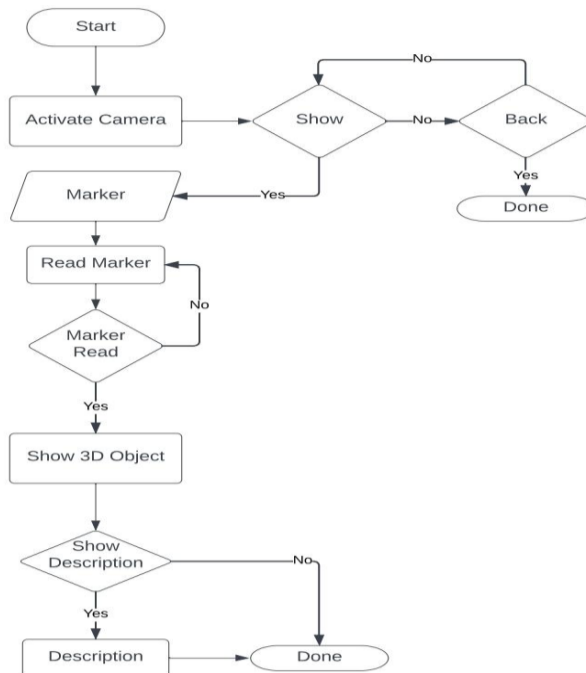 Start
No
Activate Camera
Show
No
Back
Yes
Marker
Yes
Done
Read Marker
No
Marker
Read
Yes
Show 3D Object
Show
Description
No
Yes
Description
Done